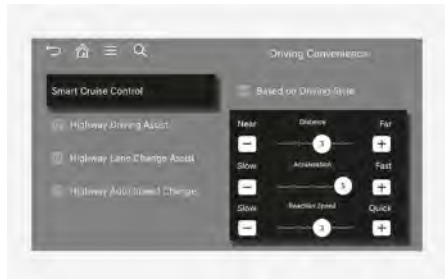 Driving Convenience
Smart Cruise Control
Based on Driving Style
Highway Driving Assist
Near Distance Far
3
Highway Lane Change Assist
Slow Acceleration Fast
3
Highway Auto Speed Change
Slow Reaction Speed Quick
3